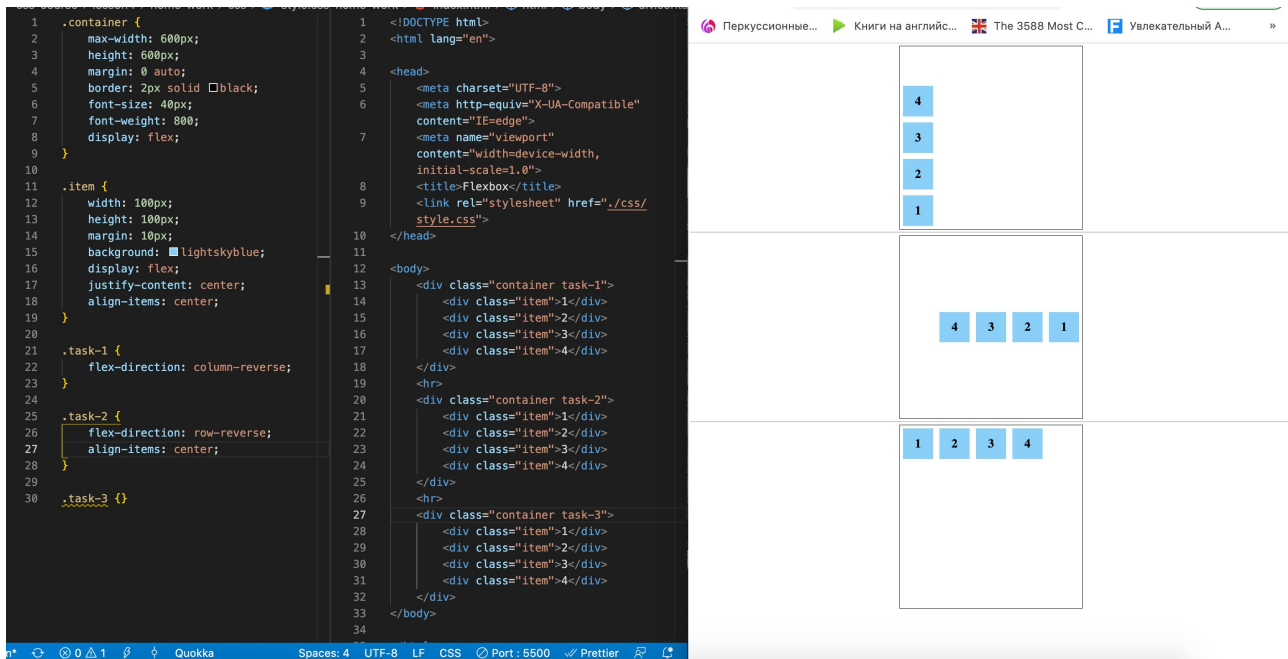 1 .container {
2 max-width: 600px;
3 height: 600px;
4 margin: 0 auto;
5 border: 2px solid black;
6 font-size: 40px;
7 font-weight: 800;
8 display: flex;
9 }
10
11 .item {
12 width: 100px;
13 height: 100px;
14 margin: 10px;
15 background: lightskyblue;
16 display: flex;
17 justify-content: center;
18 align-items: center;
19 }
20
21 .task-1 {
22 flex-direction: column-reverse;
23 }
24
25 .task-2 {
26 flex-direction: row-reverse;
27 align-items: center;
28 }
29
30 .task-3 {}
1 <!DOCTYPE html>
2 <html lang="en">
3
4 <head>
5 <meta charset="UTF-8">
6 <meta http-equiv="X-UA-Compatible"
content="IE=edge">
7 <meta name="viewport"
content="width=device-width,
initial-scale=1.0">
8 <title>Flexbox</title>
9 <link rel="stylesheet" href="./css/
style.css">
10 </head>
11
12 <body>
13 <div class="container task-1">
14 <div class="item">1</div>
15 <div class="item">2</div>
16 <div class="item">3</div>
17 <div class="item">4</div>
18 </div>
19 <hr>
20 <div class="container task-2">
21 <div class="item">1</div>
22 <div class="item">2</div>
23 <div class="item">3</div>
24 <div class="item">4</div>
25 </div>
26 <hr>
27 <div class="container task-3">
28 <div class="item">1</div>
29 <div class="item">2</div>
30 <div class="item">3</div>
31 <div class="item">4</div>
32 </div>
33 </body>
34
Перкуссионные... Книги на английс... The 3588 Most C... Увлекательный А... »
4
3
2
1
4 3 2 1
1 2 3 4
0 1 Quokka Spaces: 4 UTF-8 LF CSS Port : 5500 Prettier